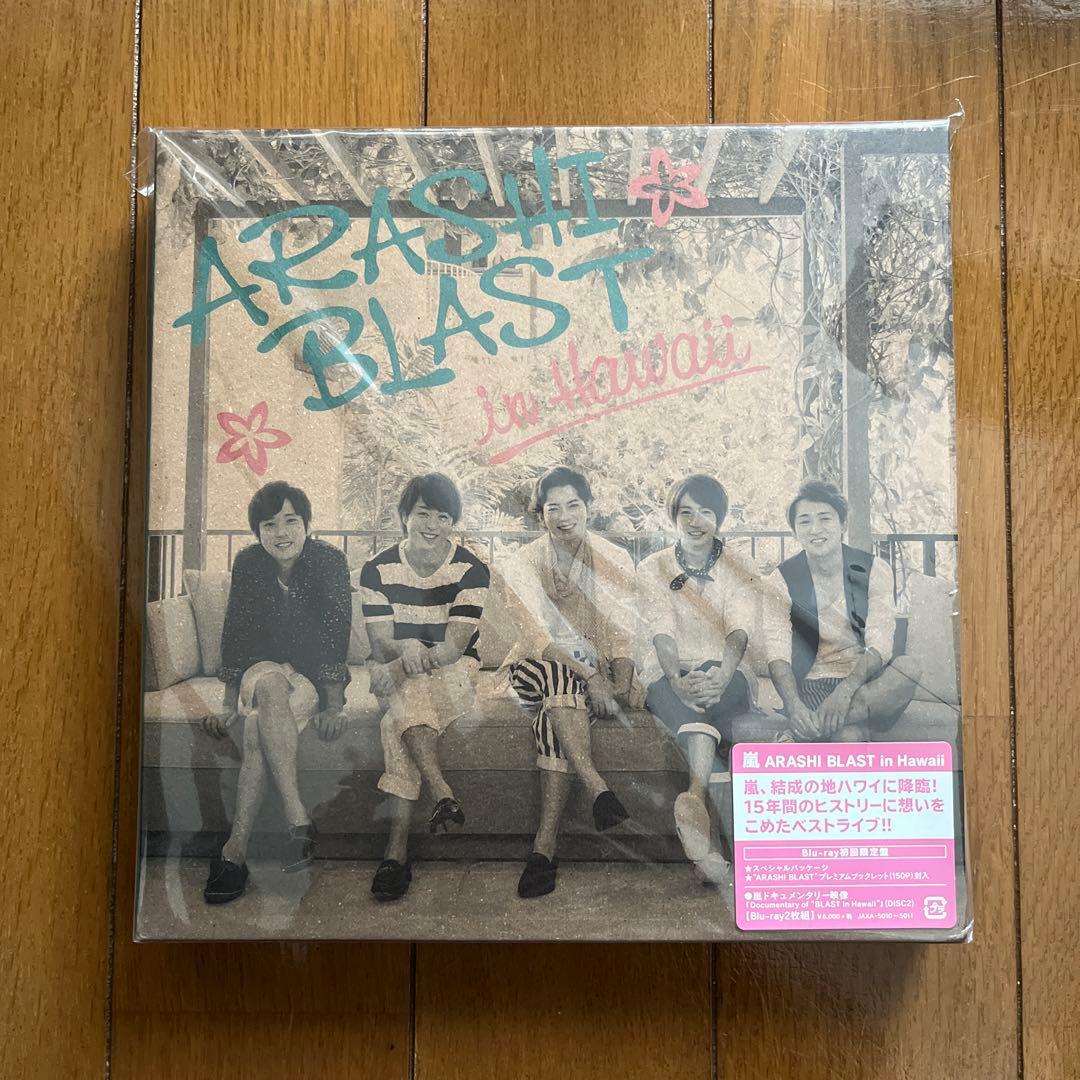 ARASHI
BLAST
in Hawaii
嵐 ARASHI BLAST in Hawaii
嵐、結成の地ハワイに降臨!
15年間のヒストリーに想いを
こめたベストライブ!!
Blu-ray初回限定盤
★スペシャルパッケージ
★"ARASHI BLAST"プレミアムブックレット(150P)封入
●嵐ドキュメンタリー映像
「Documentary of "BLAST in Hawaii"」(DISC2)
【Blu-ray2枚組】 ¥8,000+税 JAXA-5010~5011
プラ